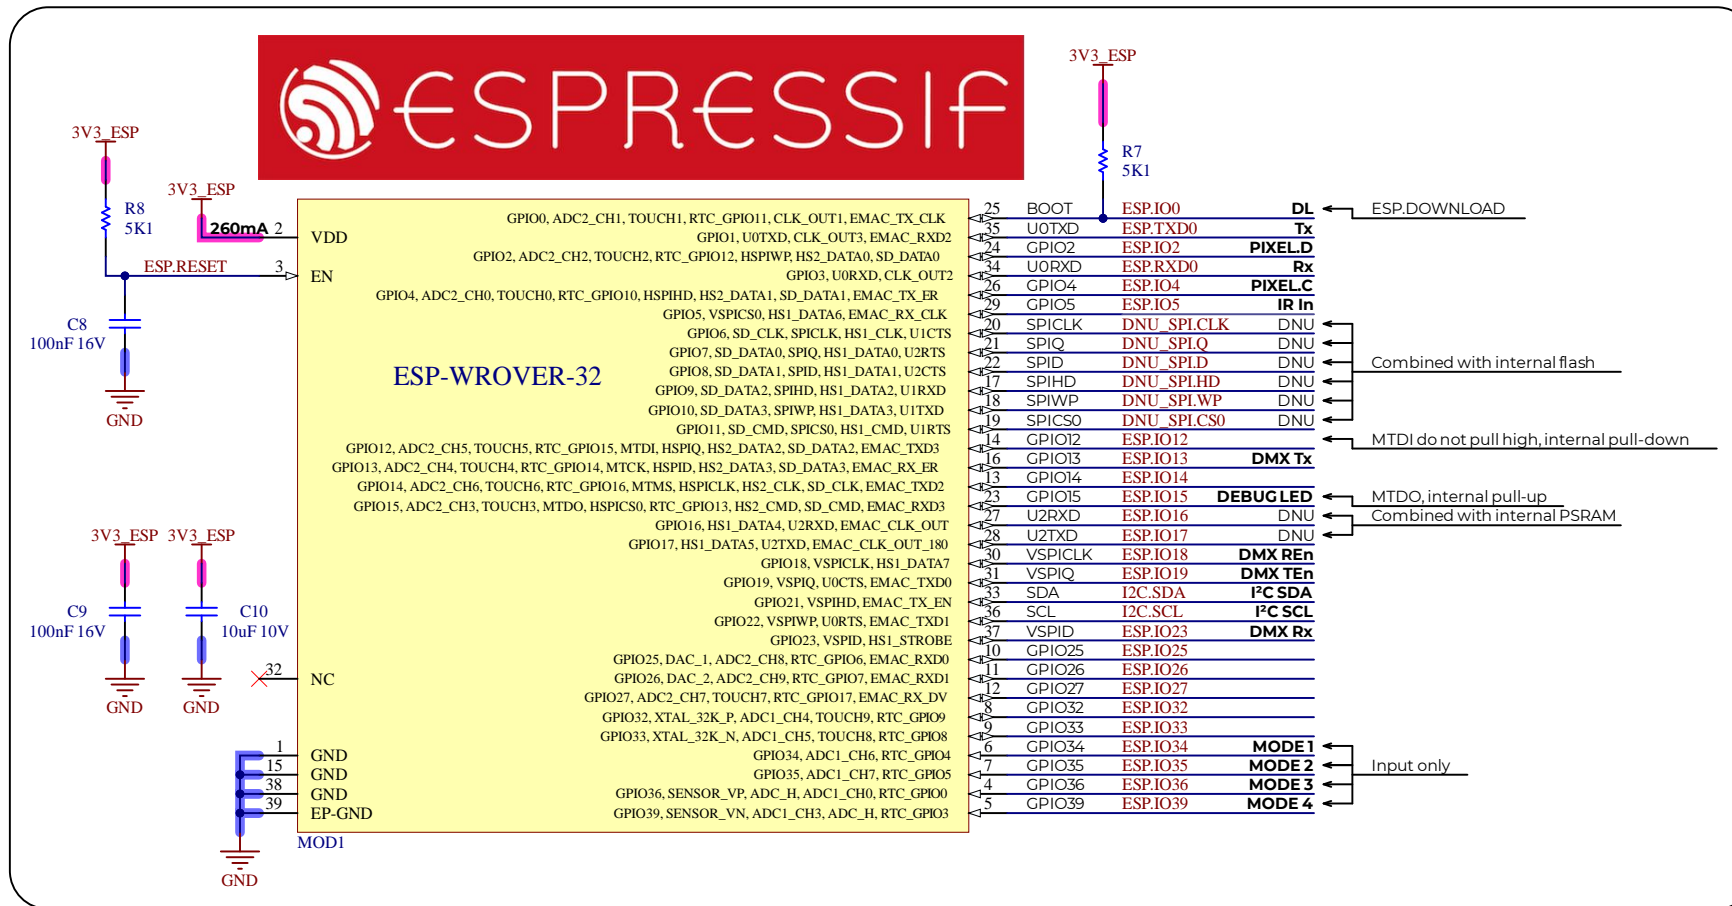 ESPRESSIF
3V3_ESP
R7
5K1
3V3_ESP
R8
5K1
3V3_ESP
260mA 2 VDD
ESP.RESET 3 EN
C8
100nF 16V
GND
3V3_ESP 3V3_ESP
C9
100nF 16V
C10
10uF 10V
GND GND
32 NC
1 GND
15 GND
38 GND
39 EP-GND
GND
MOD1
ESP-WROVER-32
GPIO0, ADC2_CH1, TOUCH1, RTC_GPIO11, CLK_OUT1, EMAC_TX_CLK 25 BOOT ESP.IO0 DL ESP.DOWNLOAD
GPIO1, U0TXD, CLK_OUT3, EMAC_RXD2 35 U0TXD ESP.TXD0 Tx
GPIO2, ADC2_CH2, TOUCH2, RTC_GPIO12, HSPIWP, HS2_DATA0, SD_DATA0 24 GPIO2 ESP.IO2 PIXEL.D
GPIO3, U0RXD, CLK_OUT2 34 U0RXD ESP.RXD0 Rx
GPIO4, ADC2_CH0, TOUCH0, RTC_GPIO10, HSPIHD, HS2_DATA1, SD_DATA1, EMAC_TX_ER 26 GPIO4 ESP.IO4 PIXEL.C
GPIO5, VSPICS0, HS1_DATA6, EMAC_RX_CLK 29 GPIO5 ESP.IO5 IR In
GPIO6, SD_CLK, SPICLK, HS1_CLK, U1CTS 20 SPICLK DNU_SPI.CLK DNU
GPIO7, SD_DATA0, SPIQ, HS1_DATA0, U2RTS 21 SPIQ DNU_SPI.Q DNU
GPIO8, SD_DATA1, SPID, HS1_DATA1, U2CTS 22 SPID DNU_SPI.D DNU Combined with internal flash
GPIO9, SD_DATA2, SPIHD, HS1_DATA2, U1RXD 17 SPIHD DNU_SPI.HD DNU
GPIO10, SD_DATA3, SPIWP, HS1_DATA3, U1TXD 18 SPIWP DNU_SPI.WP DNU
GPIO11, SD_CMD, SPICS0, HS1_CMD, U1RTS 19 SPICS0 DNU_SPI.CS0 DNU
GPIO12, ADC2_CH5, TOUCH5, RTC_GPIO15, MTDI, HSPIQ, HS2_DATA2, SD_DATA2, EMAC_TXD3 14 GPIO12 ESP.IO12 MTDI do not pull high, internal pull-down
GPIO13, ADC2_CH4, TOUCH4, RTC_GPIO14, MTCK, HSPID, HS2_DATA3, SD_DATA3, EMAC_RX_ER 16 GPIO13 ESP.IO13 DMX Tx
GPIO14, ADC2_CH6, TOUCH6, RTC_GPIO16, MTMS, HSPICLK, HS2_CLK, SD_CLK, EMAC_TXD2 13 GPIO14 ESP.IO14
GPIO15, ADC2_CH3, TOUCH3, MTDO, HSPICS0, RTC_GPIO13, HS2_CMD, SD_CMD, EMAC_RXD3 23 GPIO15 ESP.IO15 DEBUG LED MTDO, internal pull-up
GPIO16, HS1_DATA4, U2RXD, EMAC_CLK_OUT 27 U2RXD ESP.IO16 DNU Combined with internal PSRAM
GPIO17, HS1_DATA5, U2TXD, EMAC_CLK_OUT_180 28 U2TXD ESP.IO17 DNU
GPIO18, VSPICLK, HS1_DATA7 30 VSPICLK ESP.IO18 DMX REn
GPIO19, VSPIQ, U0CTS, EMAC_TXD0 31 VSPIQ ESP.IO19 DMX TEn
GPIO21, VSPIHD, EMAC_TX_EN 33 SDA I2C.SDA I²C SDA
GPIO22, VSPIWP, U0RTS, EMAC_TXD1 36 SCL I2C.SCL I²C SCL
GPIO23, VSPID, HS1_STROBE 37 VSPID ESP.IO23 DMX Rx
GPIO25, DAC_1, ADC2_CH8, RTC_GPIO6, EMAC_RXD0 10 GPIO25 ESP.IO25
GPIO26, DAC_2, ADC2_CH9, RTC_GPIO7, EMAC_RXD1 11 GPIO26 ESP.IO26
GPIO27, ADC2_CH7, TOUCH7, RTC_GPIO17, EMAC_RX_DV 12 GPIO27 ESP.IO27
GPIO32, XTAL_32K_P, ADC1_CH4, TOUCH9, RTC_GPIO9 8 GPIO32 ESP.IO32
GPIO33, XTAL_32K_N, ADC1_CH5, TOUCH8, RTC_GPIO8 9 GPIO33 ESP.IO33
GPIO34, ADC1_CH6, RTC_GPIO4 6 GPIO34 ESP.IO34 MODE 1
GPIO35, ADC1_CH7, RTC_GPIO5 7 GPIO35 ESP.IO35 MODE 2 Input only
GPIO36, SENSOR_VP, ADC_H, ADC1_CH0, RTC_GPIO0 4 GPIO36 ESP.IO36 MODE 3
GPIO39, SENSOR_VN, ADC1_CH3, ADC_H, RTC_GPIO3 5 GPIO39 ESP.IO39 MODE 4